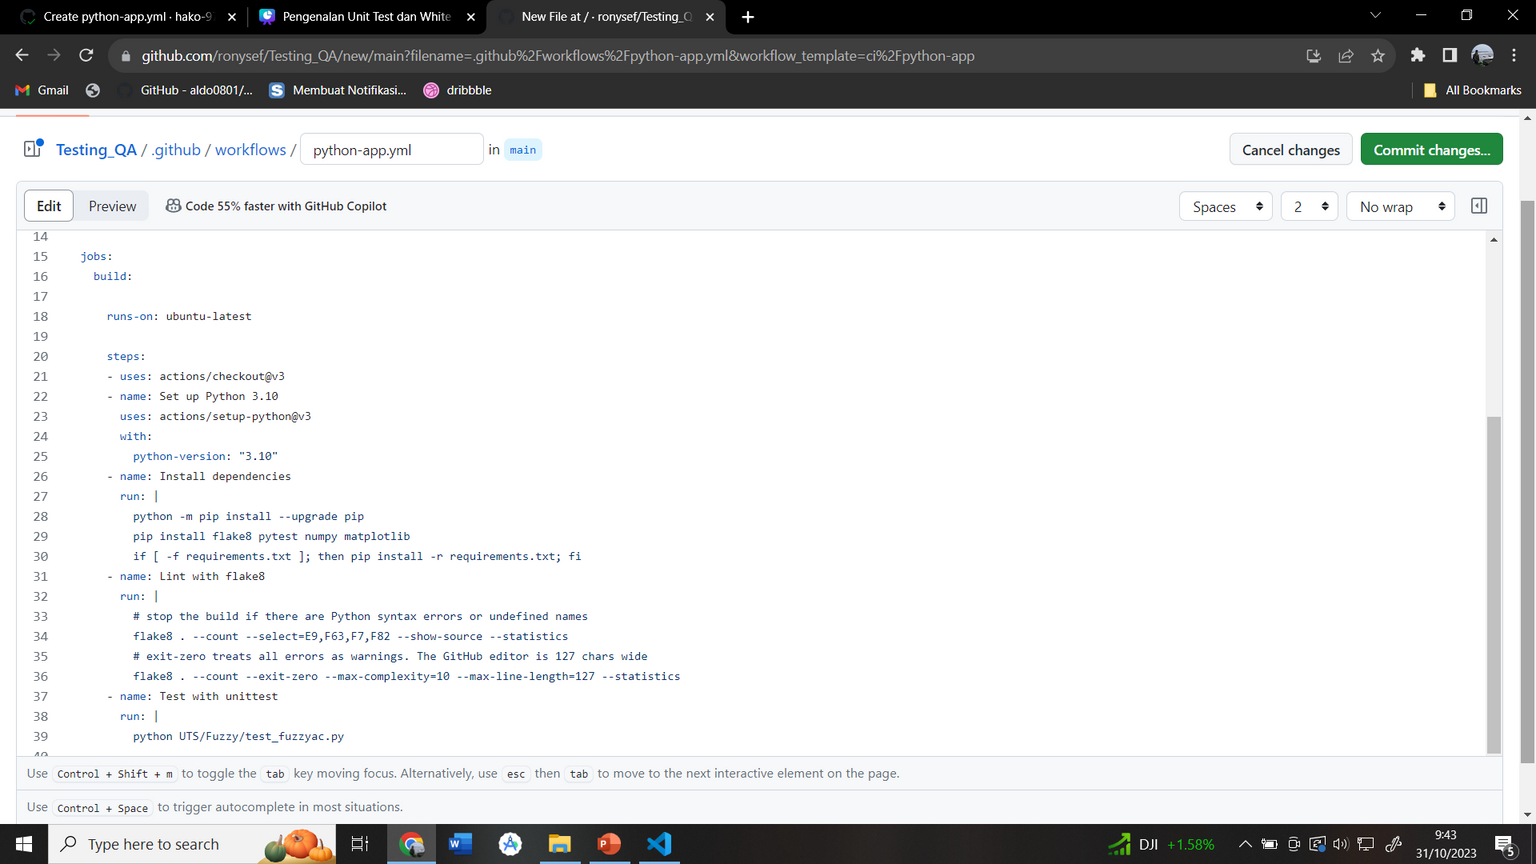 Create python-app.yml · hako-9
Pengenalan Unit Test dan White
New File at / · ronysef/Testing_Q
github.com/ronysef/Testing_QA/new/main?filename=.github%2Fworkflows%2Fpython-app.yml&workflow_template=ci%2Fpython-app
Gmail
GitHub - aldo0801/...
Membuat Notifikasi...
dribbble
All Bookmarks
Testing_QA / .github / workflows / python-app.yml in main
Cancel changes
Commit changes...
Edit
Preview
Code 55% faster with GitHub Copilot
Spaces
2
No wrap
14
15 jobs:
16 build:
17
18 runs-on: ubuntu-latest
19
20 steps:
21 - uses: actions/checkout@v3
22 - name: Set up Python 3.10
23 uses: actions/setup-python@v3
24 with:
25 python-version: "3.10"
26 - name: Install dependencies
27 run: |
28 python -m pip install --upgrade pip
29 pip install flake8 pytest numpy matplotlib
30 if [ -f requirements.txt ]; then pip install -r requirements.txt; fi
31 - name: Lint with flake8
32 run: |
33 # stop the build if there are Python syntax errors or undefined names
34 flake8 . --count --select=E9,F63,F7,F82 --show-source --statistics
35 # exit-zero treats all errors as warnings. The GitHub editor is 127 chars wide
36 flake8 . --count --exit-zero --max-complexity=10 --max-line-length=127 --statistics
37 - name: Test with unittest
38 run: |
39 python UTS/Fuzzy/test_fuzzyac.py
40
Use Control + Shift + m to toggle the tab key moving focus. Alternatively, use esc then tab to move to the next interactive element on the page.
Use Control + Space to trigger autocomplete in most situations.
Type here to search
DJI +1.58%
9:43
31/10/2023
5